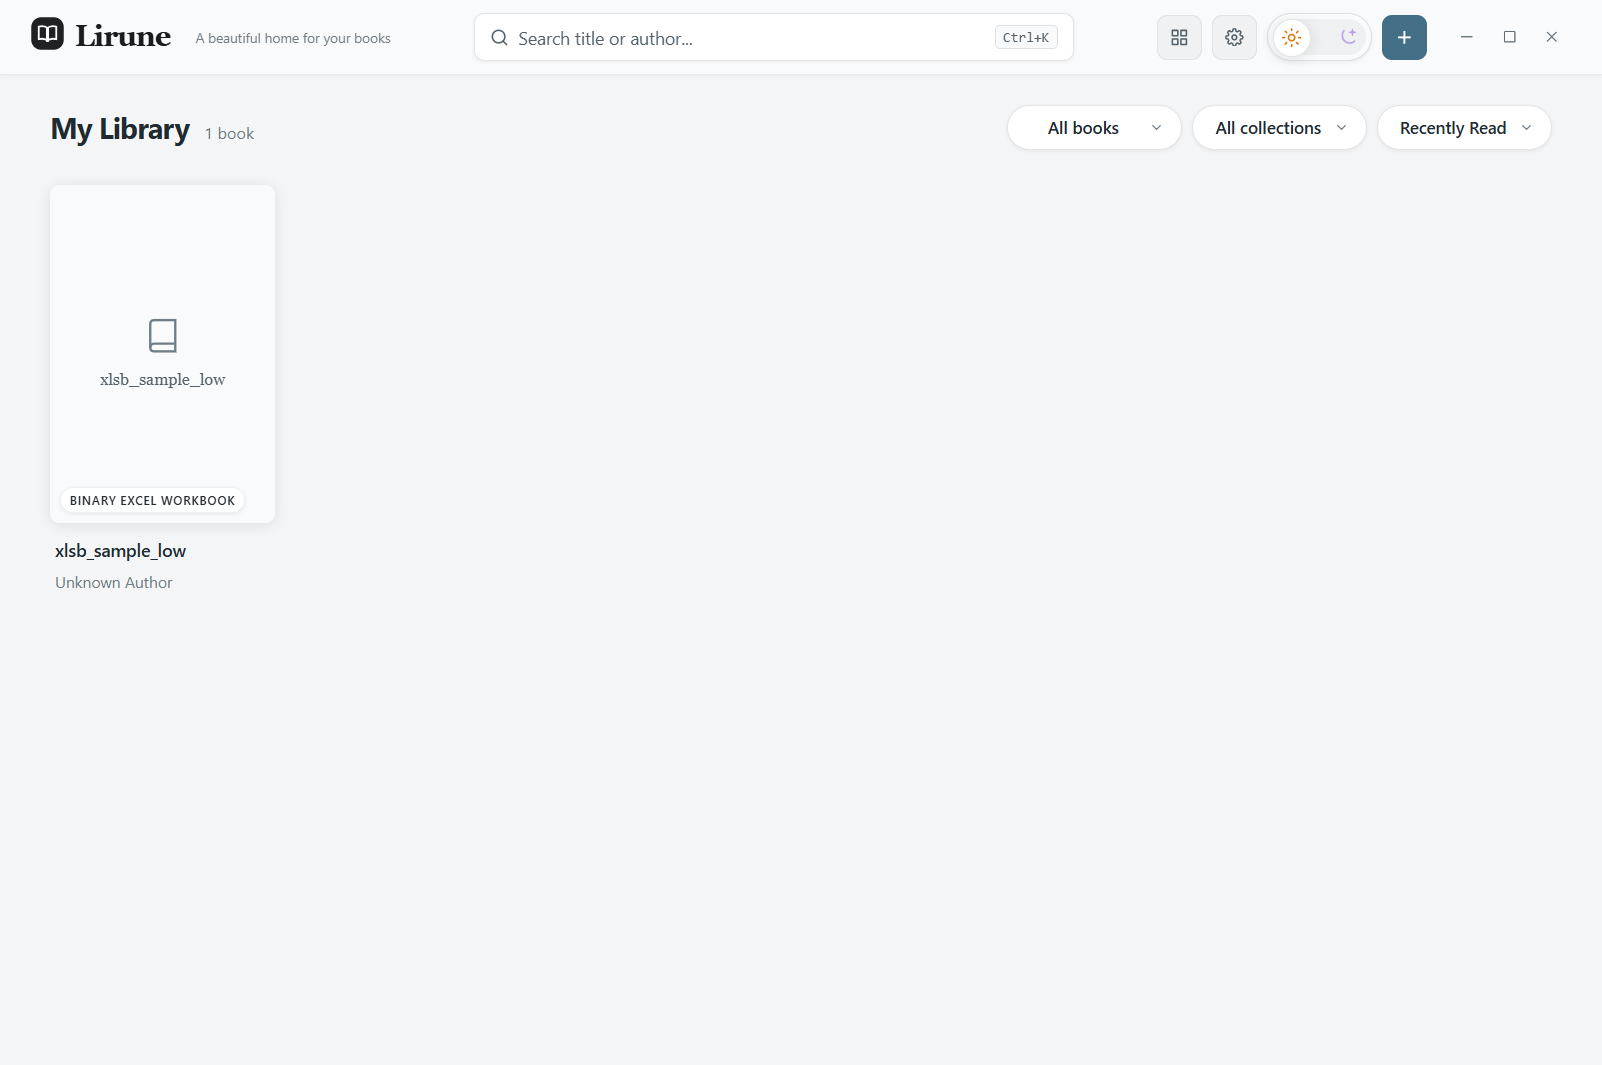 Lirune
A beautiful home for your books
Search title or author...
Ctrl+K
My Library
1 book
All books
All collections
Recently Read
xlsb_sample_low
BINARY EXCEL WORKBOOK
xlsb_sample_low
Unknown Author